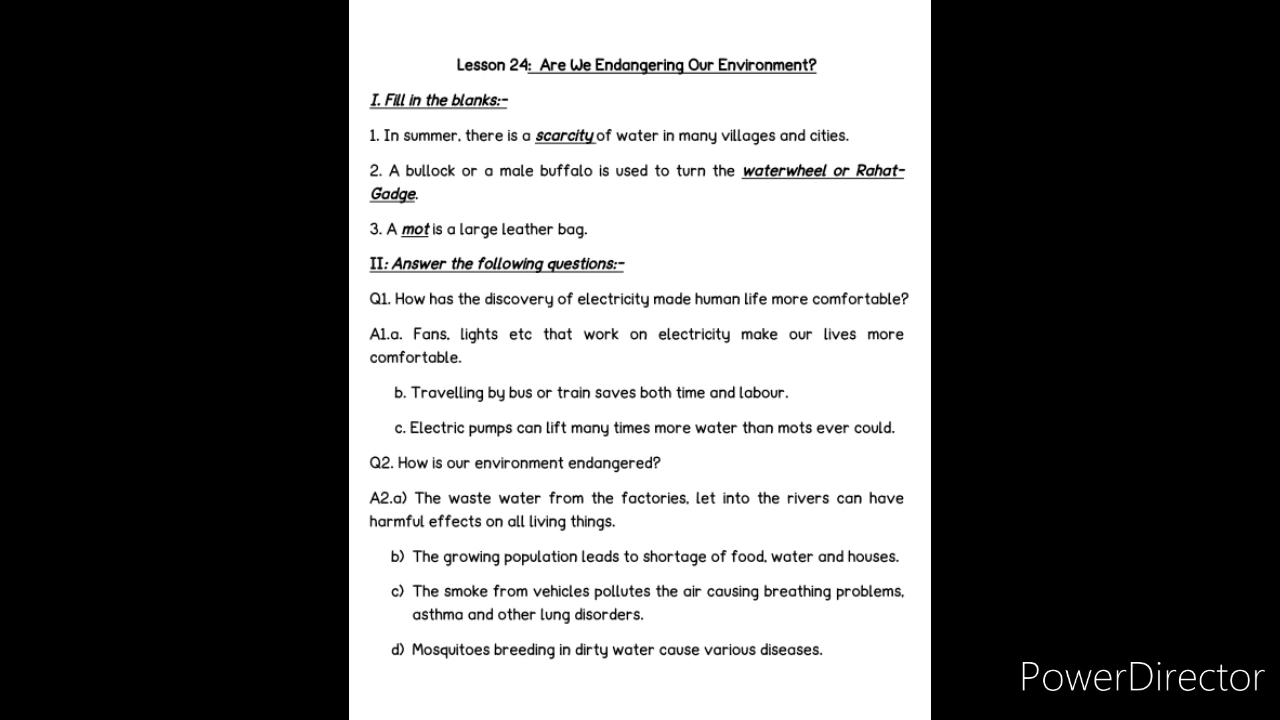 Lesson 24: Are We Endangering Our Environment?
I. Fill in the blanks:-
1. In summer, there is a scarcity of water in many villages and cities.
2. A bullock or a male buffalo is used to turn the waterwheel or Rahat-
Gadge.
3. A mot is a large leather bag.
II: Answer the following questions:-
Q1. How has the discovery of electricity made human life more comfortable?
A1.a. Fans, lights etc that work on electricity make our lives more
comfortable.
b. Travelling by bus or train saves both time and labour.
c. Electric pumps can lift many times more water than mots ever could.
Q2. How is our environment endangered?
A2.a) The waste water from the factories, let into the rivers can have
harmful effects on all living things.
b) The growing population leads to shortage of food, water and houses.
c) The smoke from vehicles pollutes the air causing breathing problems,
asthma and other lung disorders.
d) Mosquitoes breeding in dirty water cause various diseases.
PowerDirector